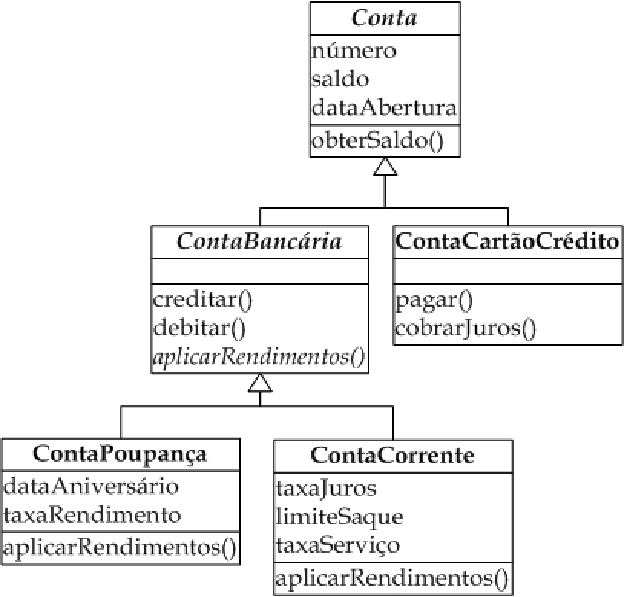 Conta
número
saldo
dataAbertura
obterSaldo()
ContaBancária
creditar()
debitar()
aplicarRendimentos()
ContaCartãoCrédito
pagar()
cobrarJuros()
ContaPoupança
dataAniversário
taxaRendimento
aplicarRendimentos()
ContaCorrente
taxaJuros
limiteSaque
taxaServiço
aplicarRendimentos()